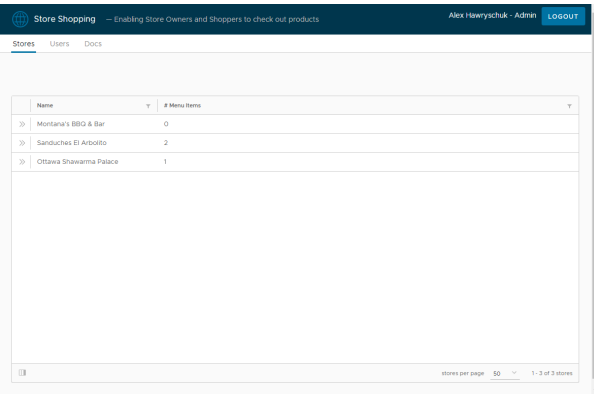 Store Shopping — Enabling Store Owners and Shoppers to check out products Alex Hawryschuk - Admin LOGOUT
Stores Users Docs
Name # Menu Items
Montana's BBQ & Bar 0
Sanduches El Arbolito 2
Ottawa Shawarma Palace 1
stores per page 50 1 - 3 of 3 stores